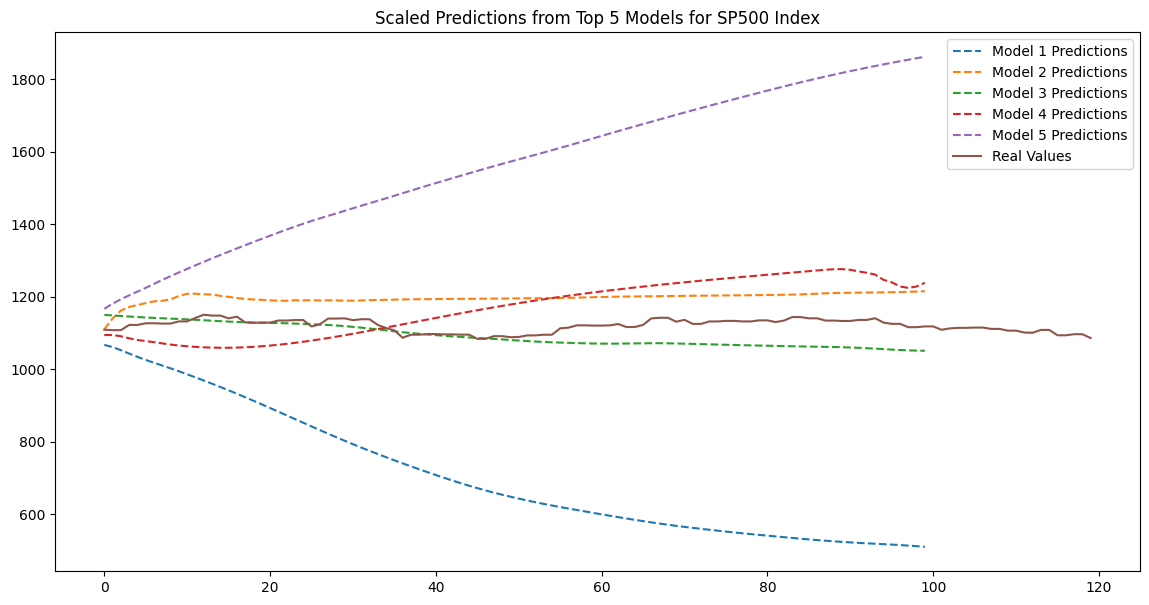 Scaled Predictions from Top 5 Models for SP500 Index
Model 1 Predictions
Model 2 Predictions
Model 3 Predictions
Model 4 Predictions
Model 5 Predictions
Real Values
1800
1600
1400
1200
1000
800
600
0 20 40 60 80 100 120